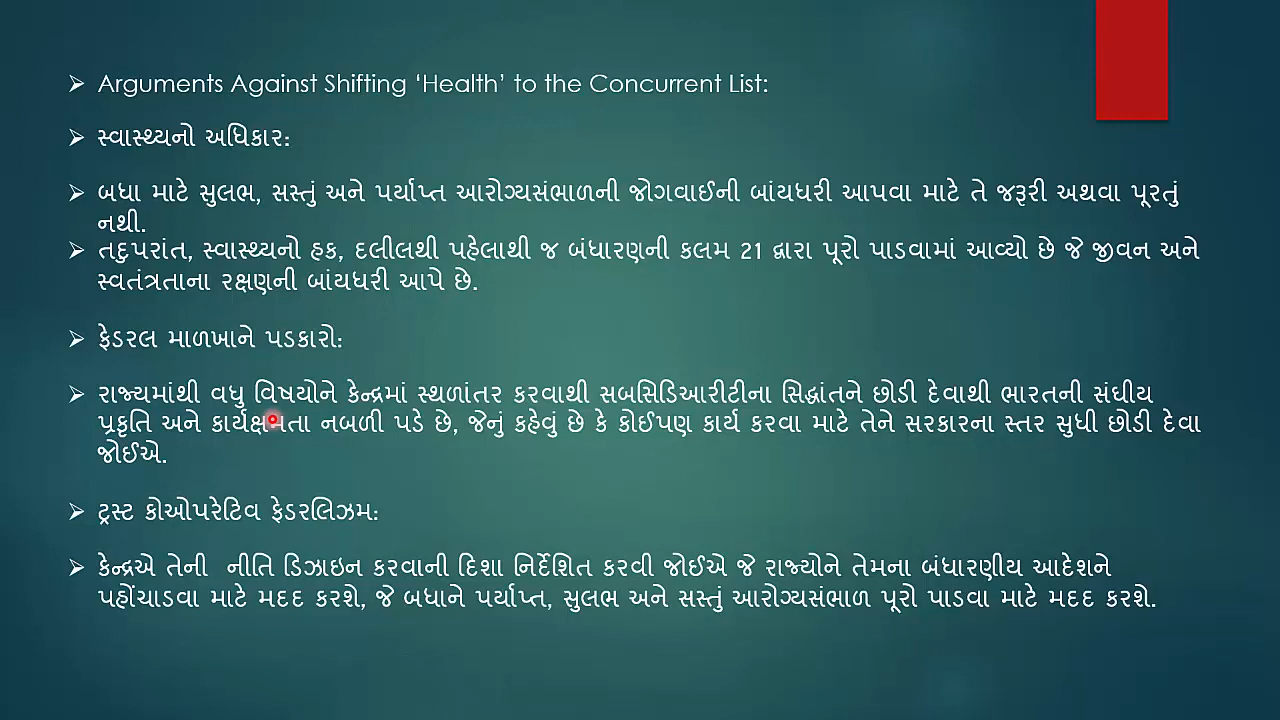 Arguments Against Shifting ‘Health’ to the Concurrent List:
સ્વાસ્થ્યનો અધિકાર:
બધા માટે સુલભ, સસ્તું અને પર્યાપ્ત આરોગ્યસંભાળની જોગવાઈની બાંયધરી આપવા માટે તે જરૂરી અથવા પૂરતું
નથી.
તદુપરાંત, સ્વાસ્થ્યનો હક, દલીલથી પહેલાથી જ બંધારણની કલમ 21 દ્વારા પૂરો પાડવામાં આવ્યો છે જે જીવન અને
સ્વતંત્રતાના રક્ષણની બાંયધરી આપે છે.
ફેડરલ માળખાને પડકારો:
રાજ્યમાંથી વધુ વિષયોને કેન્દ્રમાં સ્થળાંતર કરવાથી સબસિડિઆરીટીના સિદ્ધાંતને છોડી દેવાથી ભારતની સંઘીય
પ્રકૃતિ અને કાર્યક્ષમતા નબળી પડે છે, જેનું કહેવું છે કે કોઈપણ કાર્ય કરવા માટે તેને સરકારના સ્તર સુધી છોડી દેવા
જોઈએ.
ટ્રસ્ટ કોઓપરેટિવ ફેડરલિઝમ:
કેન્દ્રએ તેની નીતિ ડિઝાઇન કરવાની દિશા નિર્દેશિત કરવી જોઈએ જે રાજ્યોને તેમના બંધારણીય આદેશને
પહોંચાડવા માટે મદદ કરશે, જે બધાને પર્યાપ્ત, સુલભ અને સસ્તું આરોગ્યસંભાળ પૂરો પાડવા માટે મદદ કરશે.